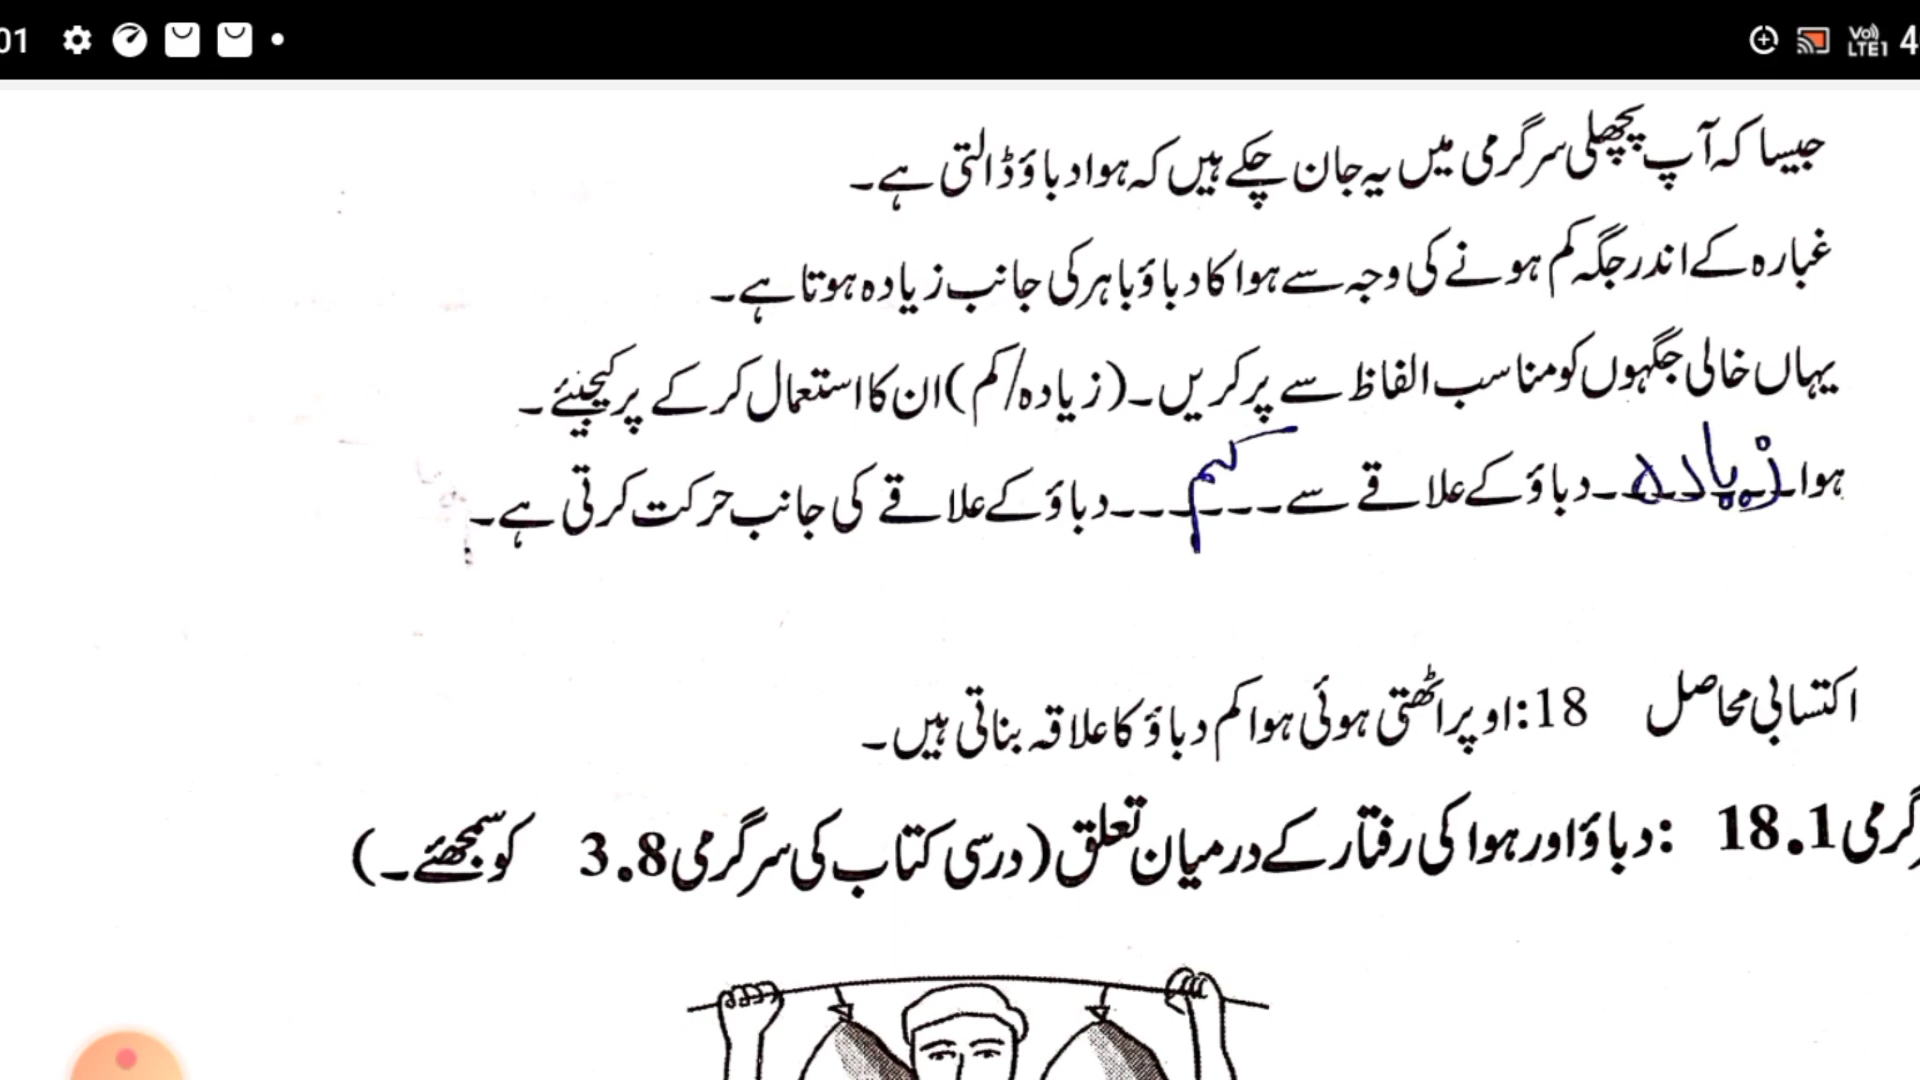 01
Vo)) LTE1 4
جیسا کہ آپ پچھلی سرگرمی میں یہ جان چکے ہیں کہ ہوا دباؤ ڈالتی ہے۔
غبارہ کے اندر جگہ کم ہونے کی وجہ سے ہوا کا دباؤ باہر کی جانب زیادہ ہوتا ہے۔
یہاں خالی جگہوں کو مناسب الفاظ سے پر کریں۔ (زیادہ/کم) ان کا استعمال کر کے پر کیجیئے۔
ہوا زیادہ دباؤ کے علاقے سے کم دباؤ کے علاقے کی جانب حرکت کرتی ہے۔
اکتسابی محاصل 18: اوپر اٹھتی ہوئی ہوا کم دباؤ کا علاقہ بناتی ہیں۔
گرمی 18.1 : دباؤ اور ہوا کی رفتار کے درمیان تعلق (درسی کتاب کی سرگرمی 3.8 کو سمجھئے۔)